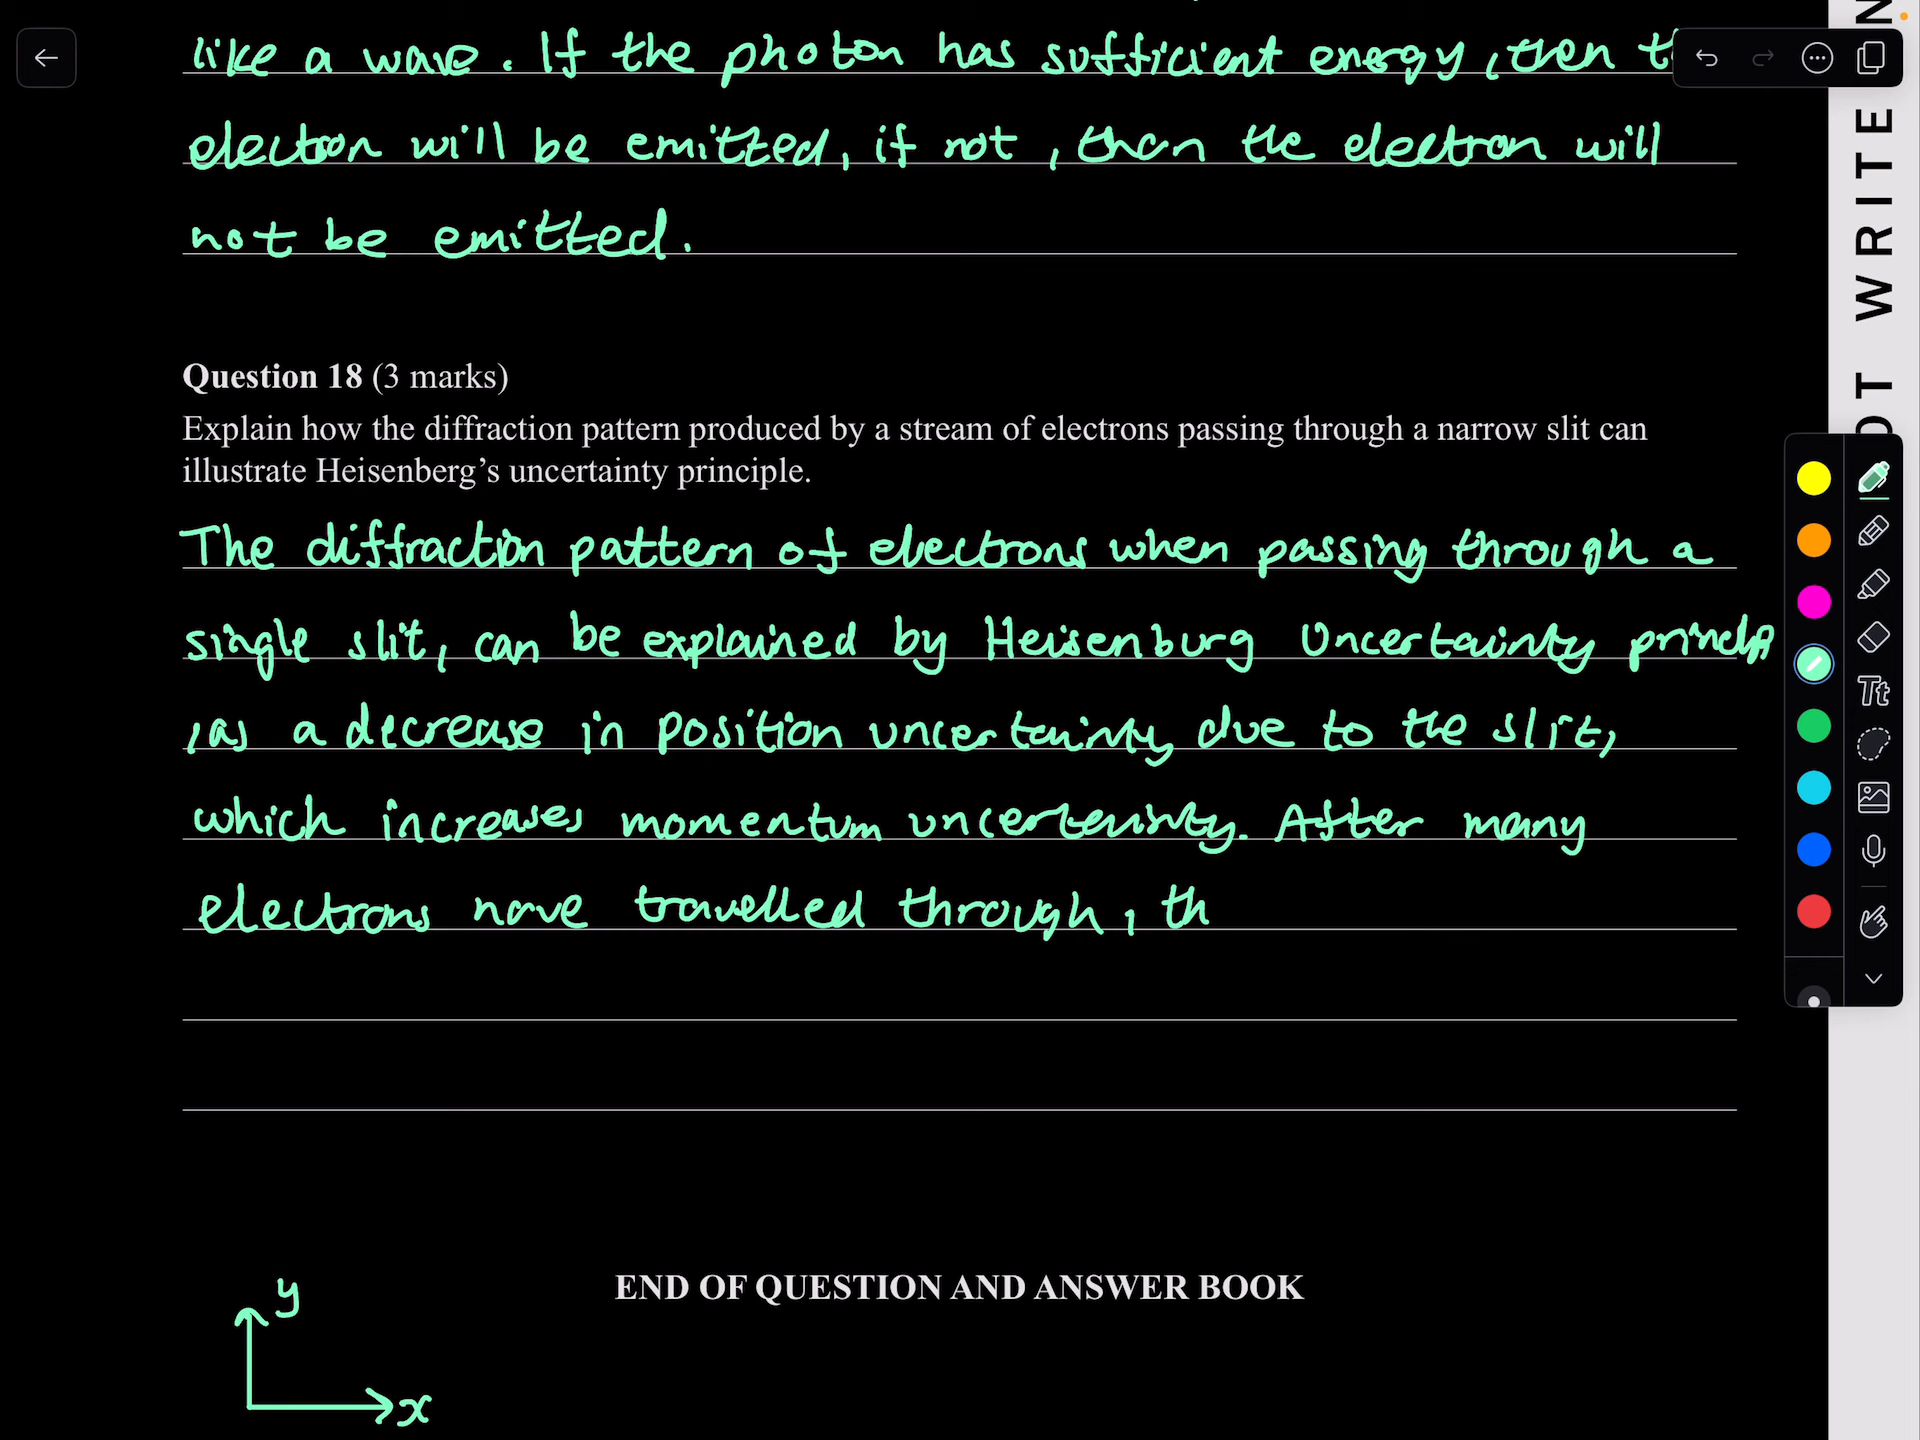 like a wave. If the photon has sufficient energy, then t
electron will be emitted, if not, then the electron will
not be emitted.
Question 18 (3 marks)
Explain how the diffraction pattern produced by a stream of electrons passing through a narrow slit can
illustrate Heisenberg's uncertainty principle.
The diffraction pattern of electrons when passing through a
single slit, can be explained by Heisenburg Uncertainty
, as a decrease in position uncertainty due to the slit,
which increases momentum uncertainty. After many
electrons have travelled through, th
END OF QUESTION AND ANSWER BOOK
y
x
OT WRITE
Tt